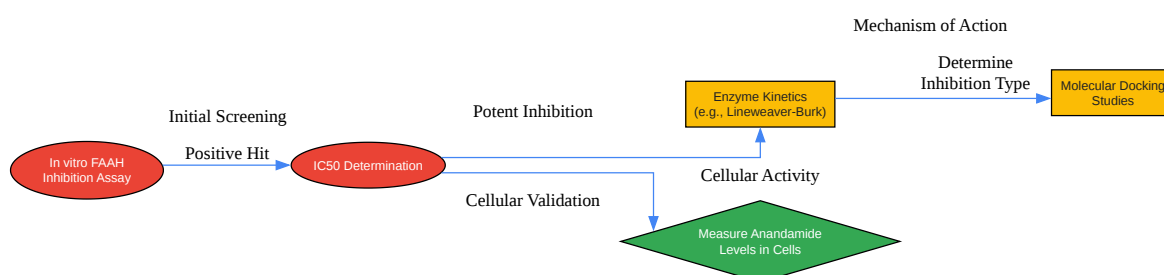 Mechanism of Action
Determine
Inhibition Type
Molecular Docking
Studies
Enzyme Kinetics
(e.g., Lineweaver-Burk)
Potent Inhibition
Initial Screening
Positive Hit
In vitro FAAH
Inhibition Assay
IC50 Determination
Cellular Activity
Cellular Validation
Measure Anandamide
Levels in Cells